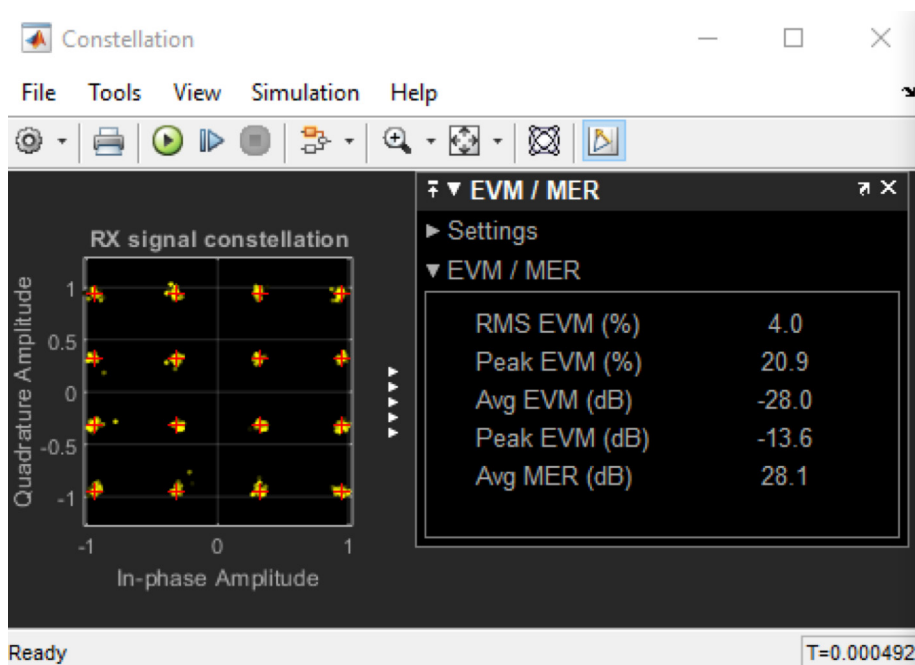 Constellation
File Tools View Simulation Help
EVM / MER
Settings
EVM / MER
RMS EVM (%) 4.0
Peak EVM (%) 20.9
Avg EVM (dB) -28.0
Peak EVM (dB) -13.6
Avg MER (dB) 28.1
RX signal constellation
Quadrature Amplitude
1
0.5
0
-0.5
-1
-1 0 1
In-phase Amplitude
Ready T=0.000492